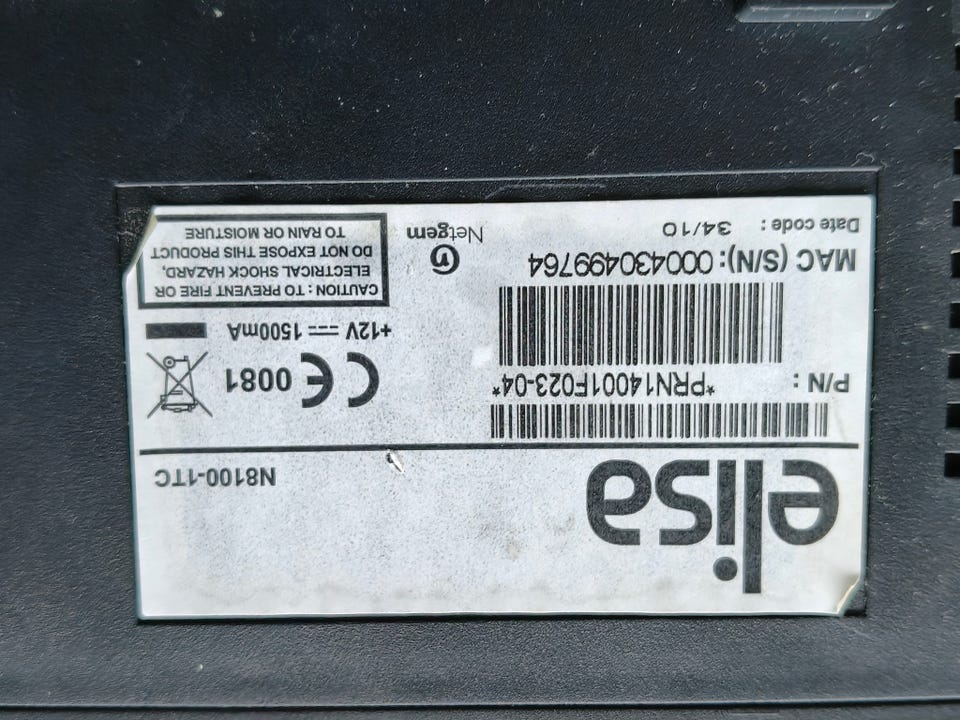 elisa
N8100-1TC
P/N :
*PRN14001F023-04*
MAC (S/N): 000430499764
Date code : 34/10
CE 0081
+12V ⎓ 1500mA
CAUTION : TO PREVENT FIRE OR
ELECTRICAL SHOCK HAZARD,
DO NOT EXPOSE THIS PRODUCT
TO RAIN OR MOISTURE
Netgem